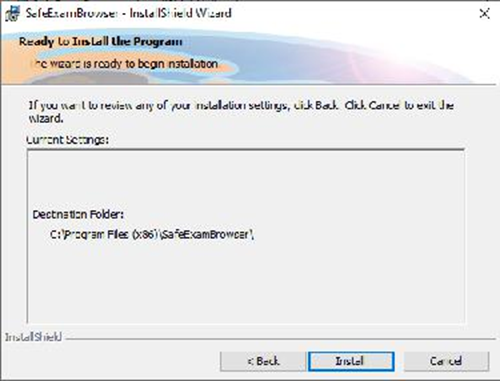 SafeExamBrowser - InstallShield Wizard
Ready to Install the Program
The wizard is ready to begin installation.
If you want to review any of your installation settings, click Back. Click Cancel to exit the
wizard.
Current Settings:
Destination Folder:
C:\Program Files (x86)\SafeExamBrowser\
InstallShield
< Back
Install
Cancel